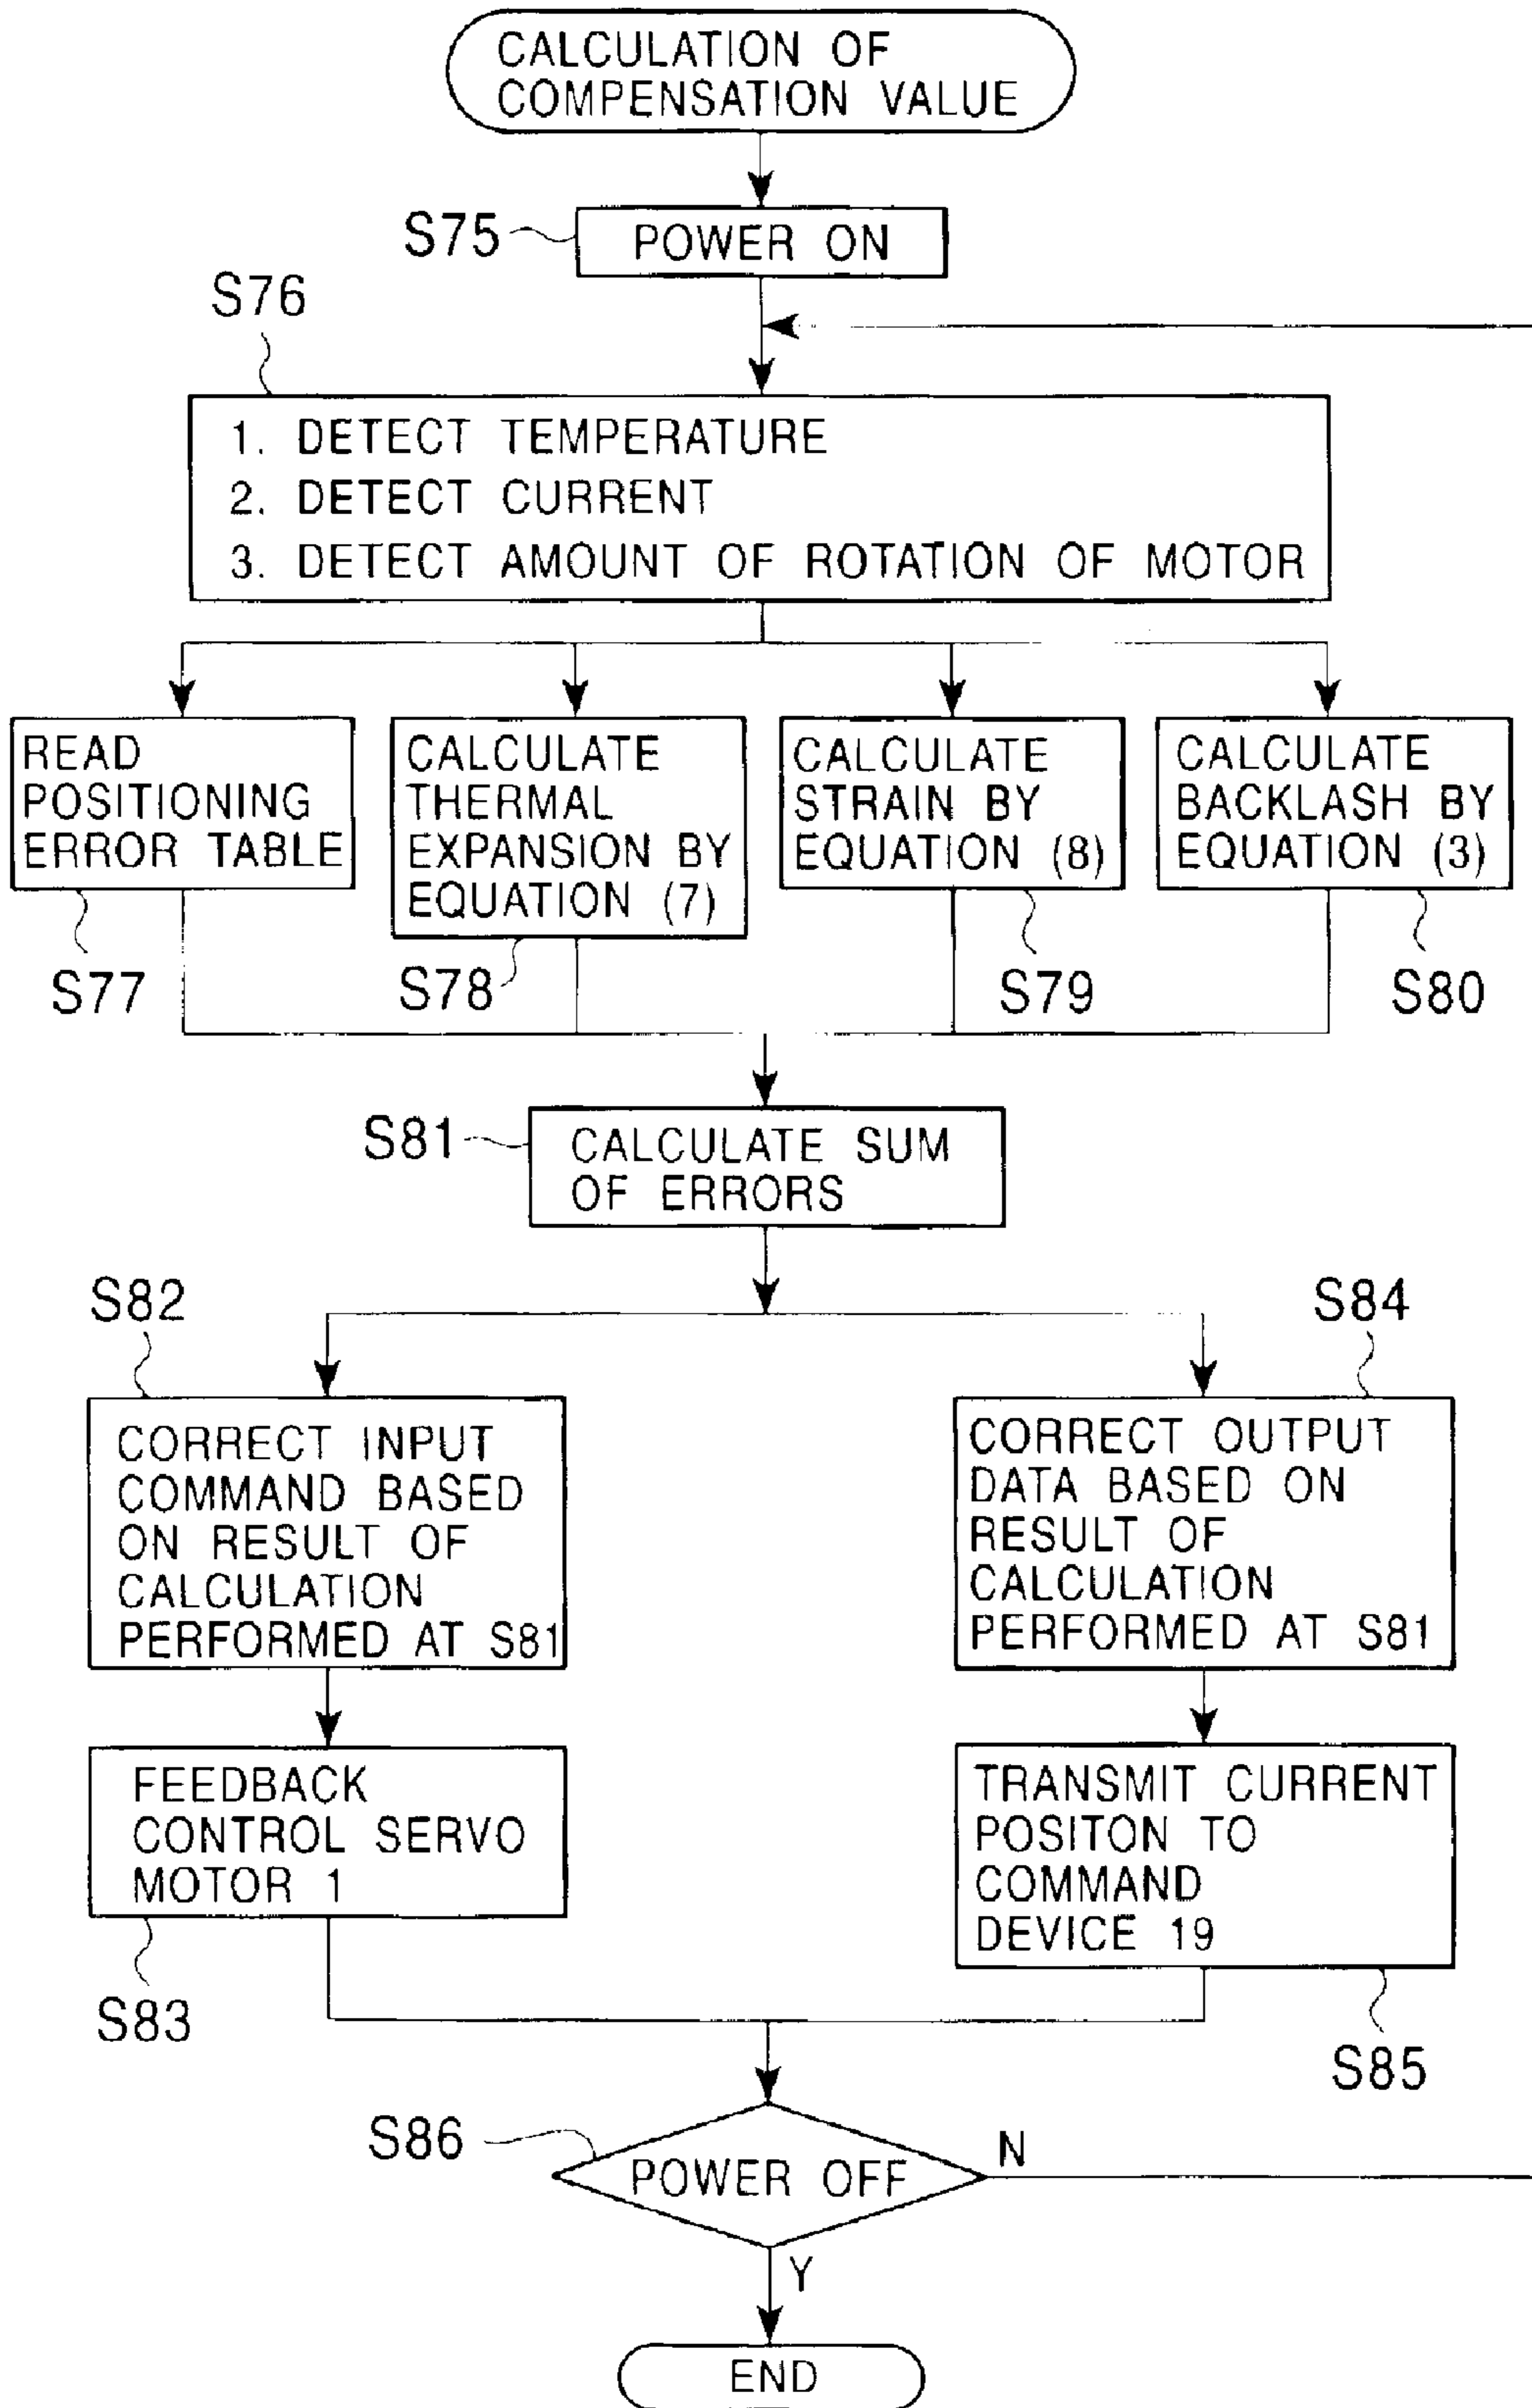 CALCULATION OF
COMPENSATION VALUE
S75
POWER ON
S76
1. DETECT TEMPERATURE
2. DETECT CURRENT
3. DETECT AMOUNT OF ROTATION OF MOTOR
READ
POSITIONING
ERROR TABLE
S77
CALCULATE
THERMAL
EXPANSION BY
EQUATION (7)
S78
CALCULATE
STRAIN BY
EQUATION (8)
S79
CALCULATE
BACKLASH BY
EQUATION (3)
S80
S81
CALCULATE SUM
OF ERRORS
S82
CORRECT INPUT
COMMAND BASED
ON RESULT OF
CALCULATION
PERFORMED AT S81
FEEDBACK
CONTROL SERVO
MOTOR 1
S83
S84
CORRECT OUTPUT
DATA BASED ON
RESULT OF
CALCULATION
PERFORMED AT S81
TRANSMIT CURRENT
POSITON TO
COMMAND
DEVICE 19
S85
S86
POWER OFF
N
Y
END